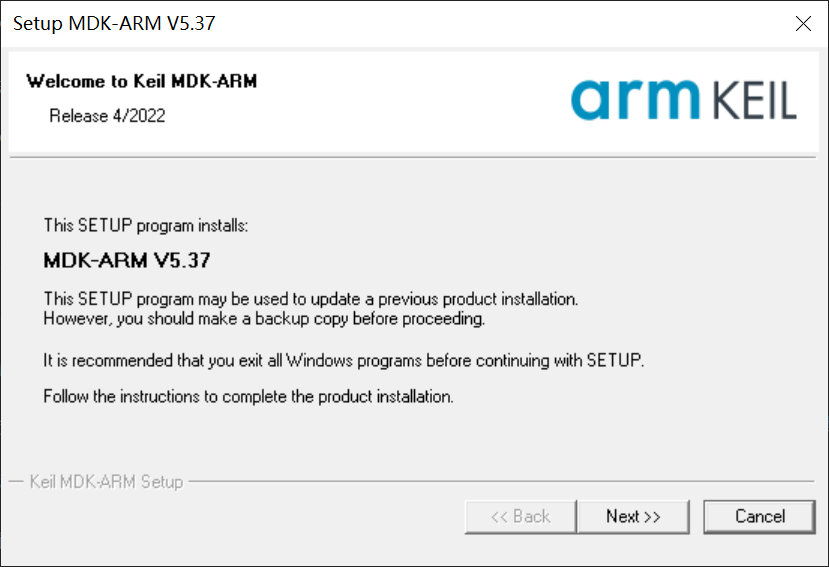 Setup MDK-ARM V5.37
Welcome to Keil MDK-ARM
Release 4/2022
arm KEIL
This SETUP program installs:
MDK-ARM V5.37
This SETUP program may be used to update a previous product installation.
However, you should make a backup copy before proceeding.
It is recommended that you exit all Windows programs before continuing with SETUP.
Follow the instructions to complete the product installation.
Keil MDK-ARM Setup
<< Back Next >> Cancel